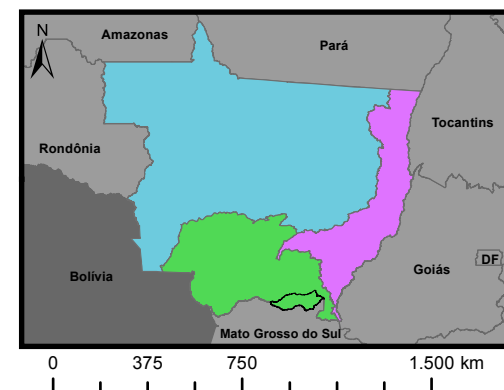 Amazonas
N
Pará
Tocantins
Rondônia
Bolívia
Goiás
DF
Mato Grosso do Sul
0 375 750 1.500 km